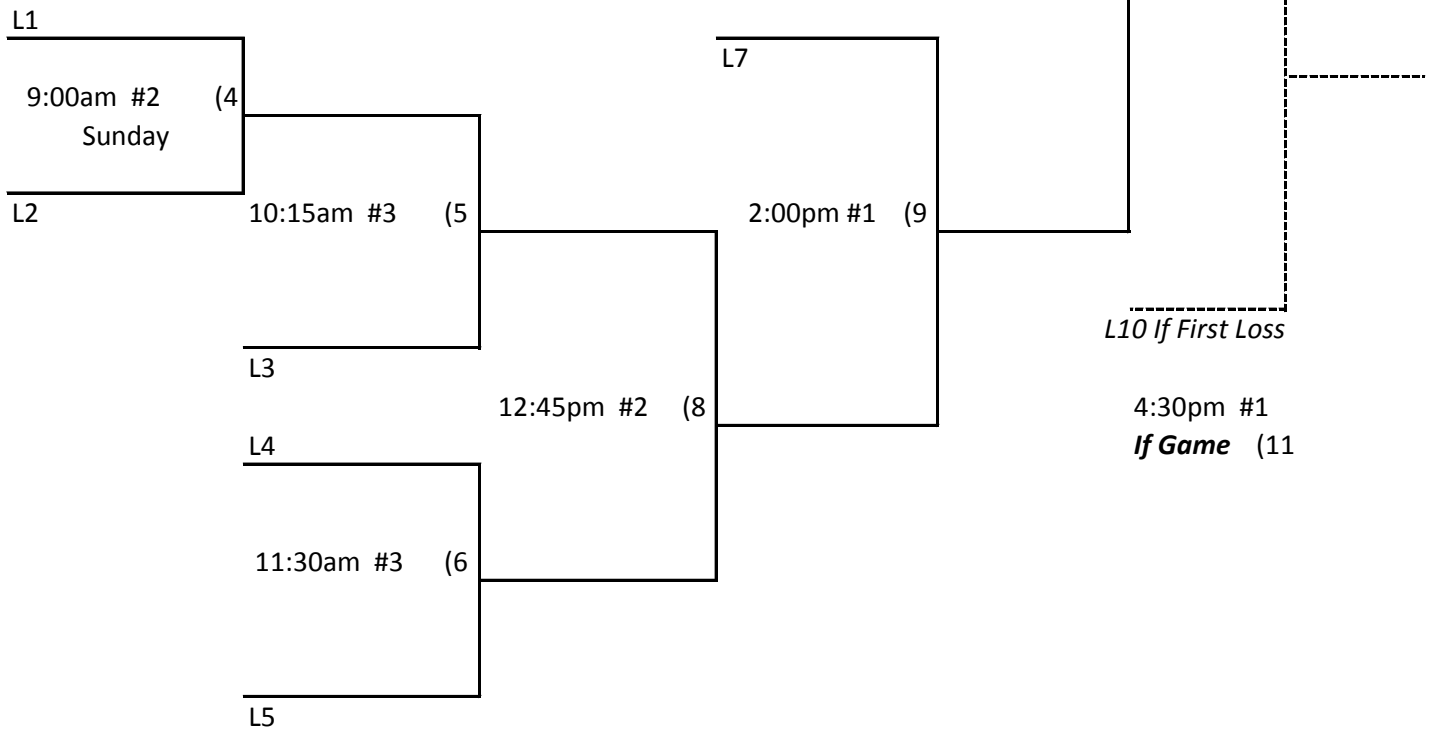 L1
L7
9:00am #2 (4
Sunday
L2
10:15am #3 (5
2:00pm #1 (9
L10 If First Loss
L3
12:45pm #2 (8
4:30pm #1
If Game (11
L4
11:30am #3 (6
L5